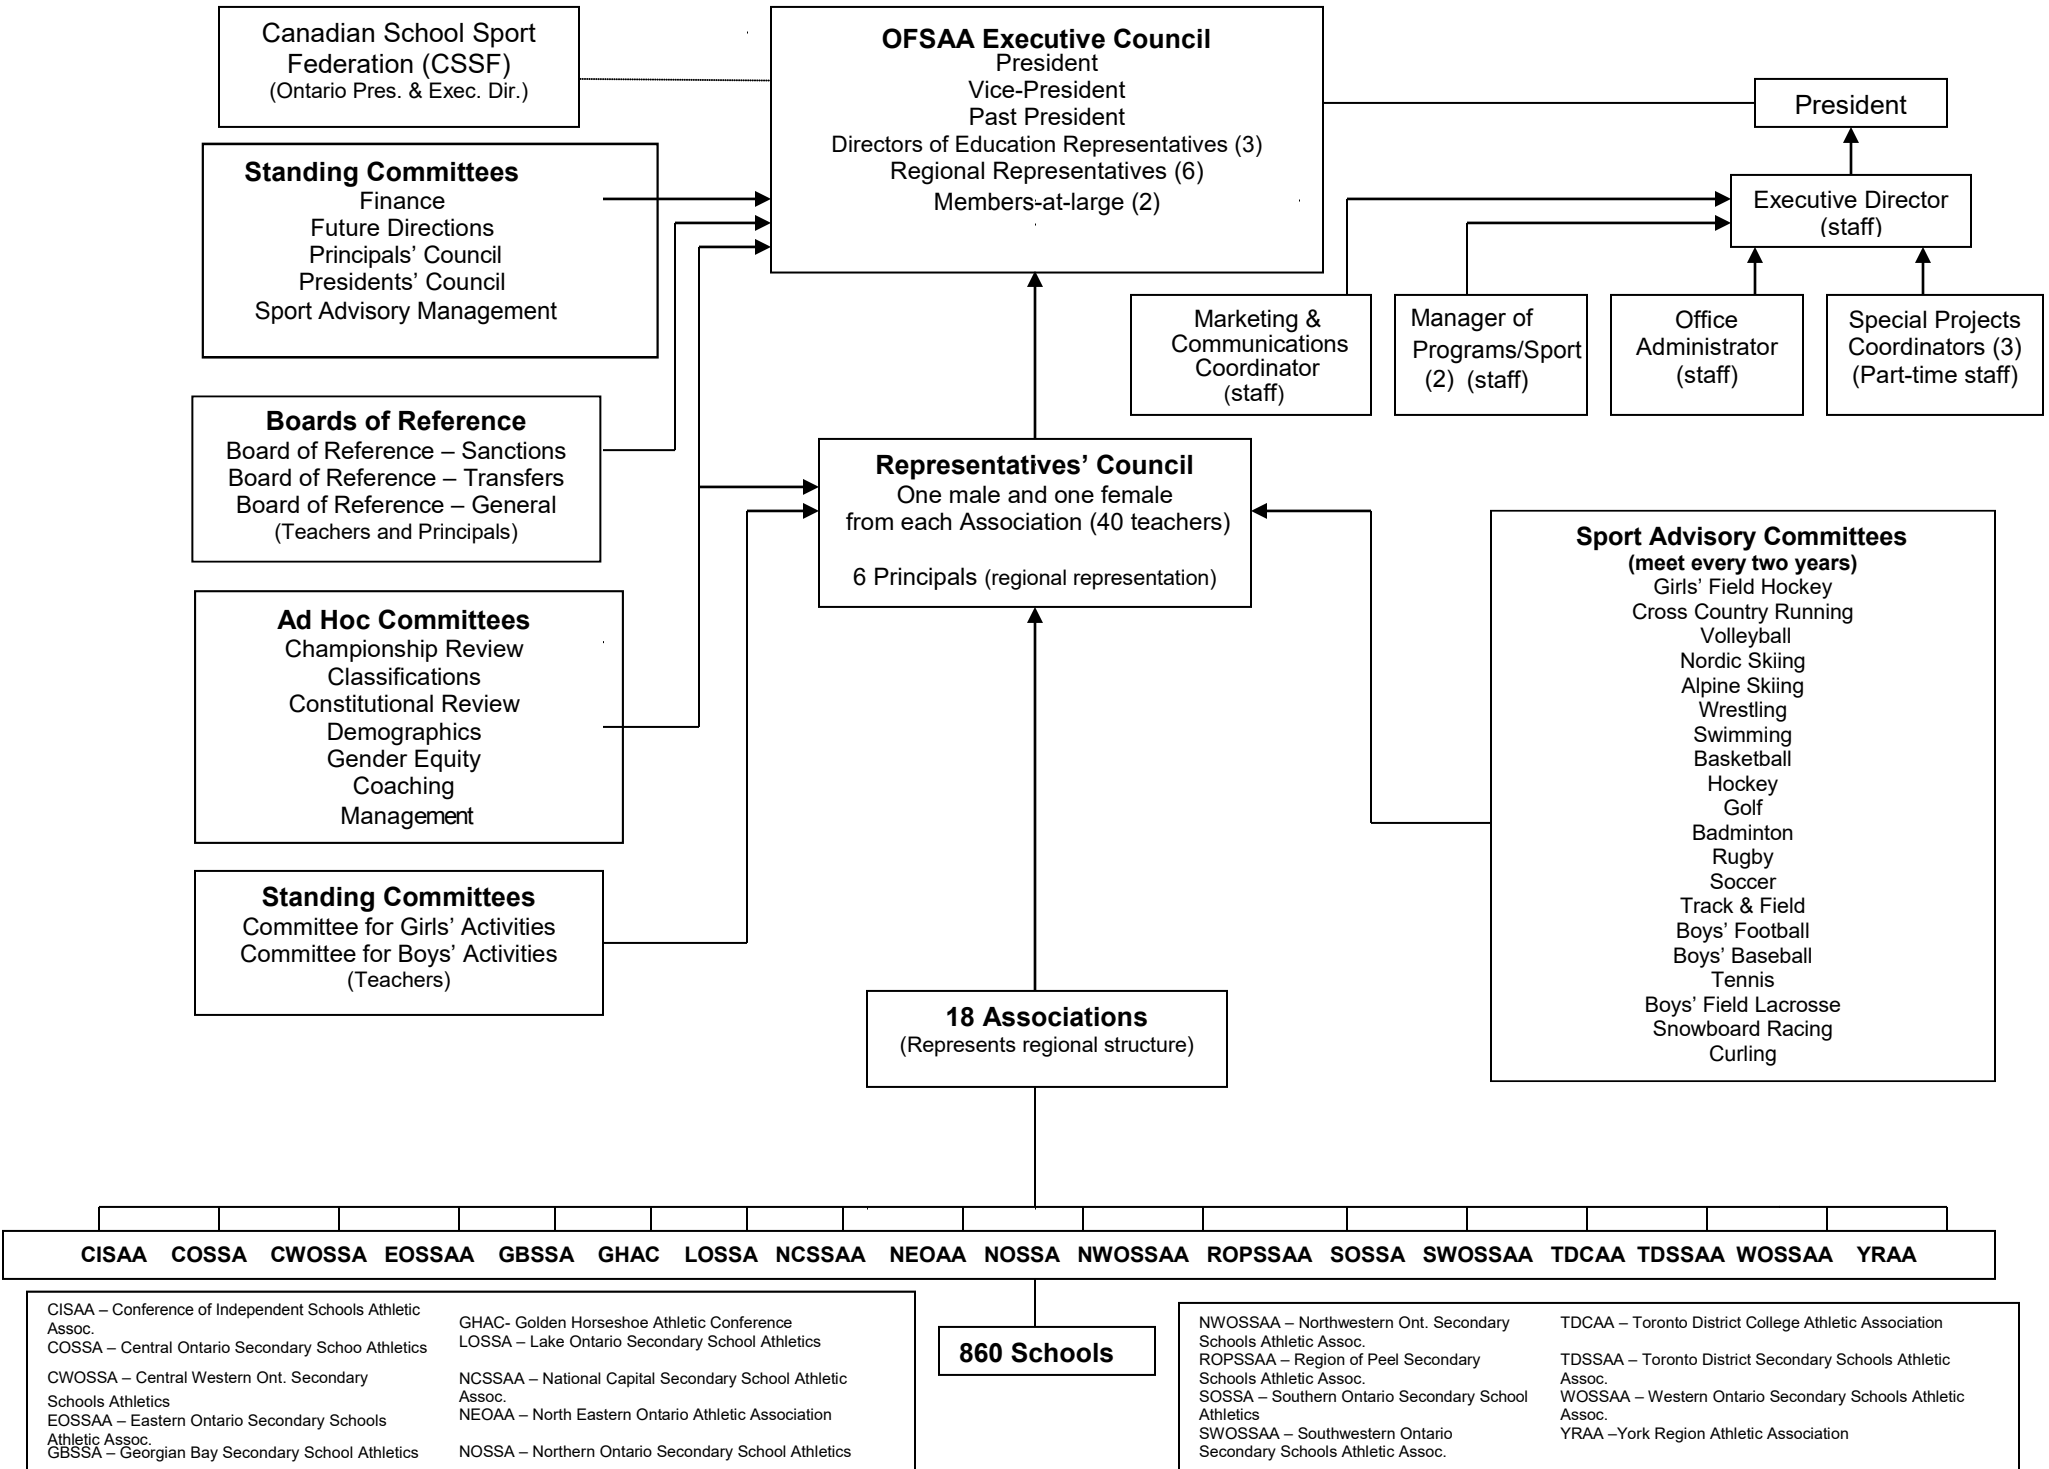 Canadian School Sport
Federation (CSSF)
(Ontario Pres. & Exec. Dir.)
OFSAA Executive Council
President
Vice-President
Past President
Directors of Education Representatives (3)
Regional Representatives (6)
Members-at-large (2)
President
Executive Director
(staff)
Standing Committees
Finance
Future Directions
Principals’ Council
Presidents’ Council
Sport Advisory Management
Marketing &
Communications
Coordinator
(staff)
Manager of
Programs/Sport
(2) (staff)
Office
Administrator
(staff)
Special Projects
Coordinators (3)
(Part-time staff)
Boards of Reference
Board of Reference – Sanctions
Board of Reference – Transfers
Board of Reference – General
(Teachers and Principals)
Representatives’ Council
One male and one female
from each Association (40 teachers)
6 Principals (regional representation)
Ad Hoc Committees
Championship Review
Classifications
Constitutional Review
Demographics
Gender Equity
Coaching
Management
Sport Advisory Committees
(meet every two years)
Girls’ Field Hockey
Cross Country Running
Volleyball
Nordic Skiing
Alpine Skiing
Wrestling
Swimming
Basketball
Hockey
Golf
Badminton
Rugby
Soccer
Track & Field
Boys’ Football
Boys’ Baseball
Tennis
Boys’ Field Lacrosse
Snowboard Racing
Curling
Standing Committees
Committee for Girls’ Activities
Committee for Boys’ Activities
(Teachers)
18 Associations
(Represents regional structure)
CISAA COSSA CWOSSA EOSSAA GBSSA GHAC LOSSA NCSSAA NEOAA NOSSA NWOSSAA ROPSSAA SOSSA SWOSSAA TDCAA TDSSAA WOSSAA YRAA
CISAA – Conference of Independent Schools Athletic
Assoc.
COSSA – Central Ontario Secondary Schoo Athletics
CWOSSA – Central Western Ont. Secondary
Schools Athletics
EOSSAA – Eastern Ontario Secondary Schools
Athletic Assoc.
GBSSA – Georgian Bay Secondary School Athletics
GHAC- Golden Horseshoe Athletic Conference
LOSSA – Lake Ontario Secondary School Athletics
NCSSAA – National Capital Secondary School Athletic
Assoc.
NEOAA – North Eastern Ontario Athletic Association
NOSSA – Northern Ontario Secondary School Athletics
860 Schools
NWOSSAA – Northwestern Ont. Secondary
Schools Athletic Assoc.
ROPSSAA – Region of Peel Secondary
Schools Athletic Assoc.
SOSSA – Southern Ontario Secondary School
Athletics
SWOSSAA – Southwestern Ontario
Secondary Schools Athletic Assoc.
TDCAA – Toronto District College Athletic Association
TDSSAA – Toronto District Secondary Schools Athletic
Assoc.
WOSSAA – Western Ontario Secondary Schools Athletic
Assoc.
YRAA –York Region Athletic Association